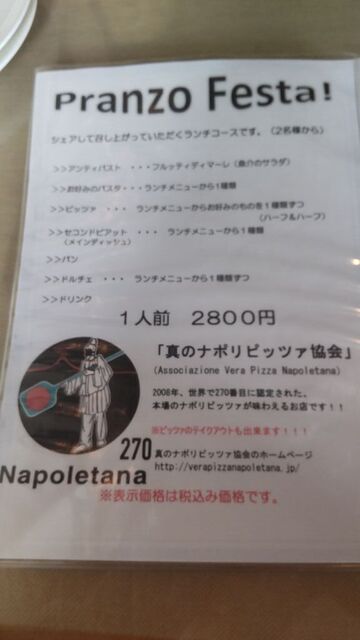 Pranzo Festa!
シェアして召し上がっていただくランチコースです。（2名様から）
>>アンティパスト ・・・フルッティディマーレ（魚介のサラダ）
>>お好みのパスタ・・・ランチメニューから1種類
>>ピッツァ ・・・ ランチメニューからお好みのものを1種類ずつ
（ハーフ＆ハーフ）
>>セコンドピアット ・・・ ランチメニューから1種類
（メインディッシュ）
>>パン
>>ドルチェ ・・・ ランチメニューから1種類ずつ
>>ドリンク
１人前　２８００円
「真のナポリピッツァ協会」
(Associazione Vera Pizza Napoletana)
2008年、世界で270番目に認定された、
本場のナポリピッツァが味わえるお店です！！
※ピッツァのテイクアウトも出来ます！！！
270
真のナポリピッツァ協会のホームページ
http://verapizzanapoletana.jp/
Napoletana
※表示価格は税込み価格です。